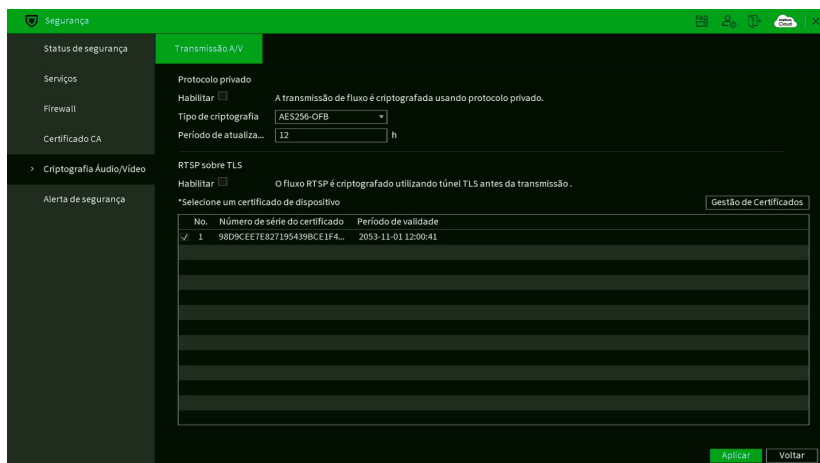 Segurança
FAQ
Cloud
Status de segurança
Serviços
Firewall
Certificado CA
> Criptografia Áudio/Vídeo
Alerta de segurança
Transmissão A/V
Protocolo privado
Habilitar A transmissão de fluxo é criptografada usando protocolo privado.
Tipo de criptografia AES256-OFB
Período de atualiza... 12 h
RTSP sobre TLS
Habilitar O fluxo RTSP é criptografado utilizando túnel TLS antes da transmissão .
*Selecione um certificado de dispositivo Gestão de Certificados
No. Número de série do certificado Período de validade
1 98D9CEE7E827195439BCE1F4... 2053-11-01 12:00:41
Aplicar Voltar